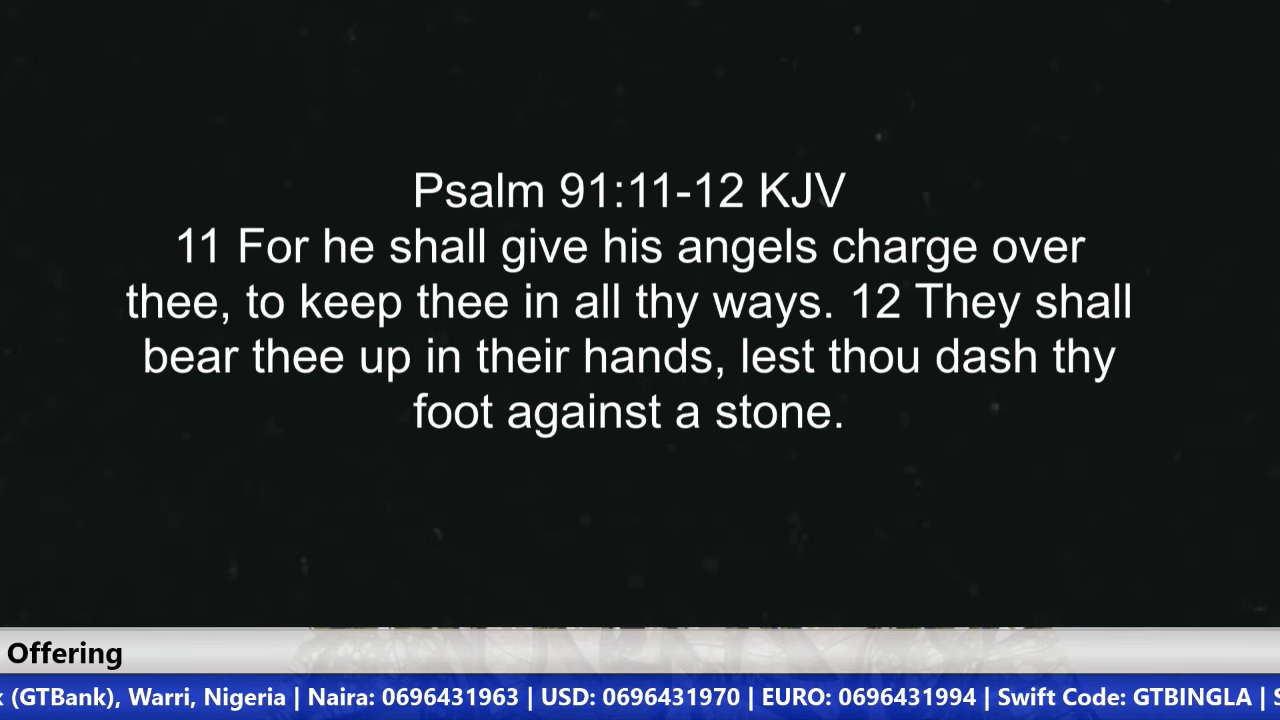 Psalm 91:11-12 KJV
11 For he shall give his angels charge over
thee, to keep thee in all thy ways. 12 They shall
bear thee up in their hands, lest thou dash thy
foot against a stone.
Offering
(GTBank), Warri, Nigeria | Naira: 0696431963 | USD: 0696431970 | EURO: 0696431994 | Swift Code: GTBINGLA |